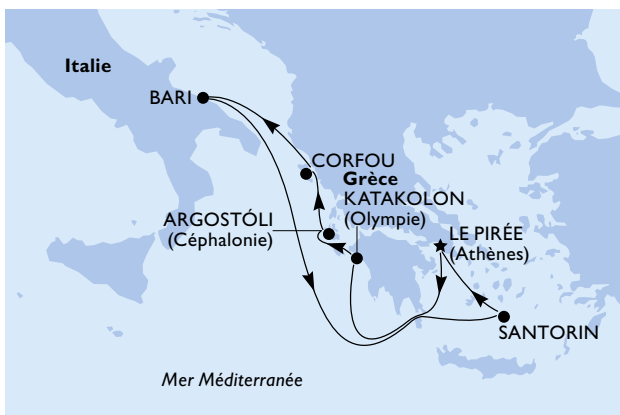 Italie
BARI
CORFOU
Grèce
KATAKOLON
(Olympie)
ARGOSTÓLI
(Céphalonie)
LE PIRÉE
(Athènes)
SANTORIN
Mer Méditerranée